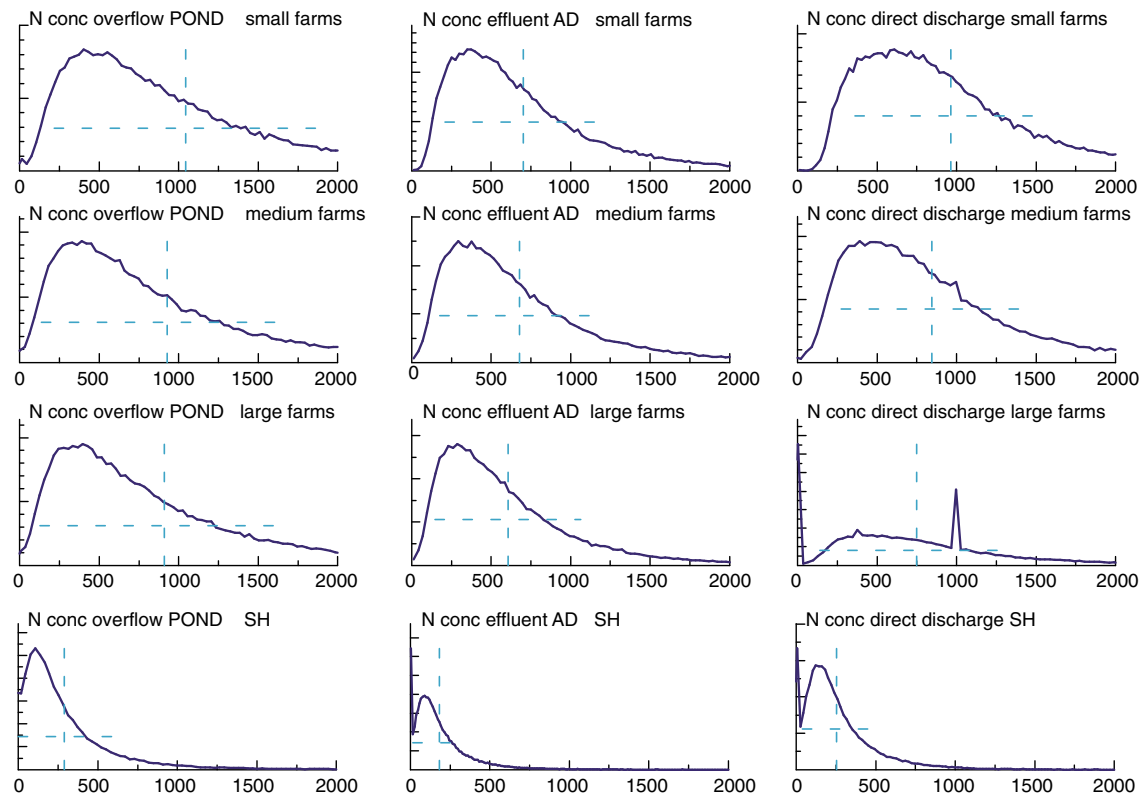 N conc overflow POND small farms
N conc effluent AD small farms
N conc direct discharge small farms
0 500 1000 1500 2000
0 500 1000 1500 2000
0 500 1000 1500 2000
N conc overflow POND medium farms
N conc effluent AD medium farms
N conc direct discharge medium farms
0 500 1000 1500 2000
0 500 1000 1500 2000
0 500 1000 1500 2000
N conc overflow POND large farms
N conc effluent AD large farms
N conc direct discharge large farms
0 500 1000 1500 2000
0 500 1000 1500 2000
0 500 1000 1500 2000
N conc overflow POND SH
N conc effluent AD SH
N conc direct discharge SH
0 500 1000 1500 2000
0 500 1000 1500 2000
0 500 1000 1500 2000